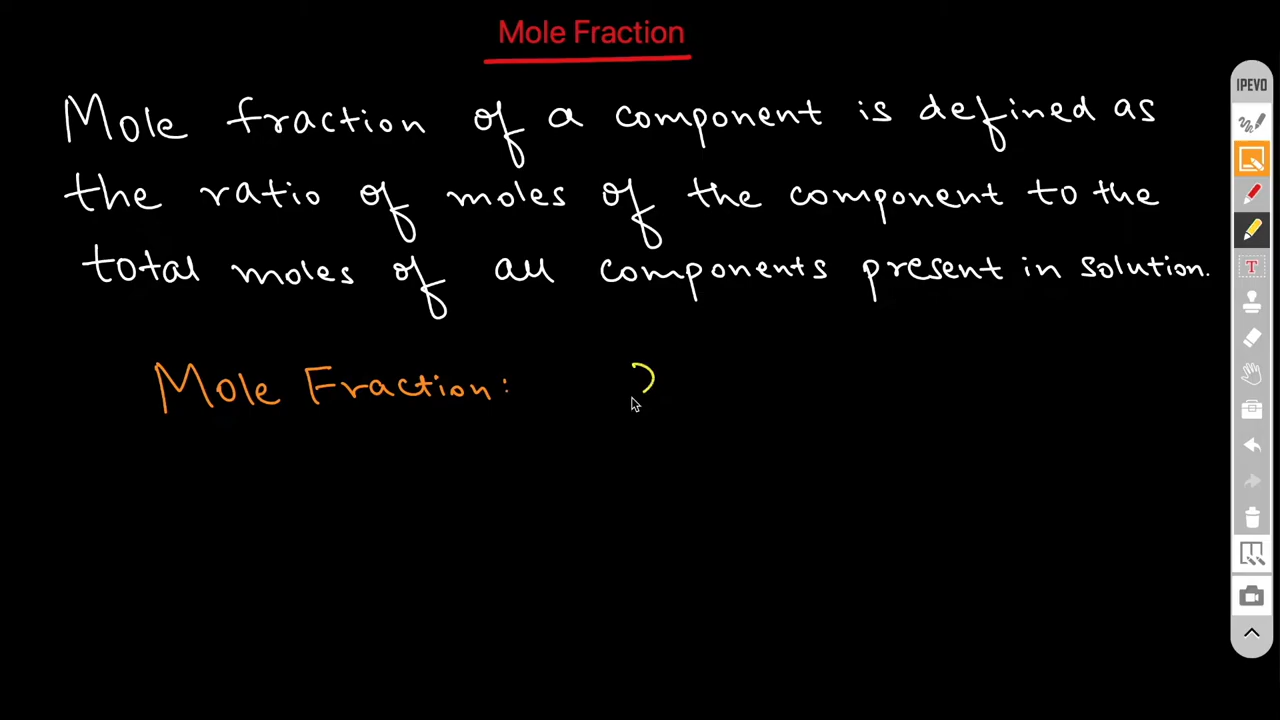 Mole Fraction
Mole fraction of a component is defined as
the ratio of moles of the component to the
total moles of all components present in solution.
Mole Fraction:
IPEVO
T